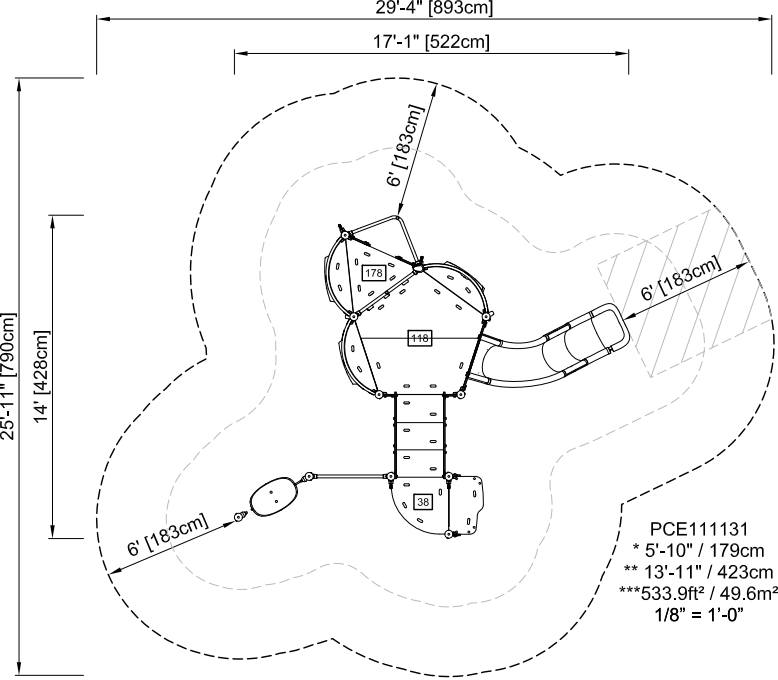 29'-4" [893cm]
17'-1" [522cm]
6' [183cm]
178
6' [183cm]
118
25'-11" [790cm]
14' [428cm]
38
6' [183cm]
PCE111131
* 5'-10" / 179cm
** 13'-11" / 423cm
***533.9ft² / 49.6m²
1/8” = 1’-0”